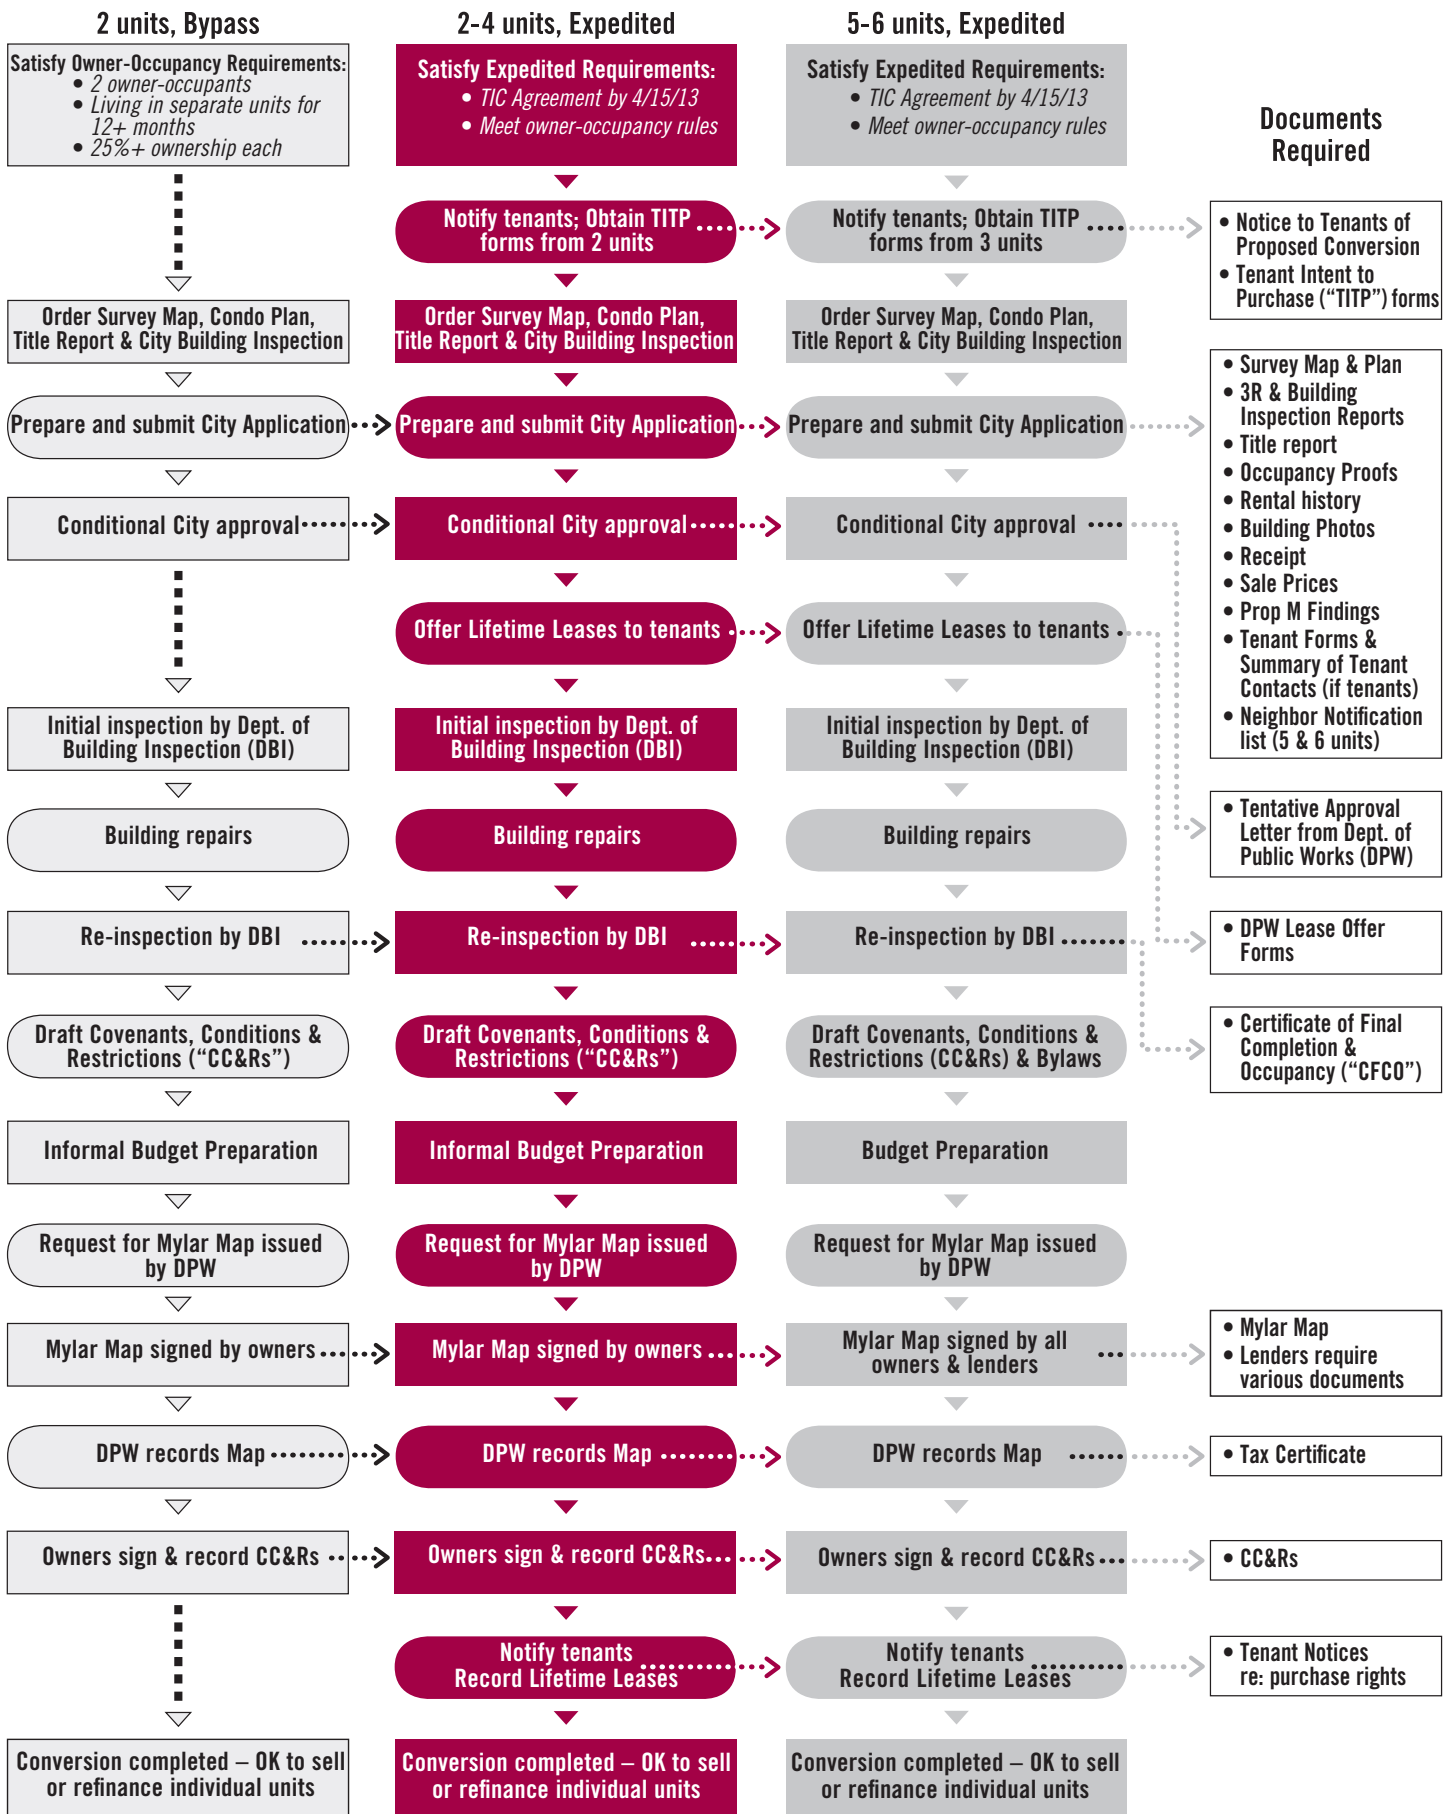 2 units, Bypass
Satisfy Owner-Occupancy Requirements:
• 2 owner-occupants
• Living in separate units for
12+ months
• 25%+ ownership each
Order Survey Map, Condo Plan,
Title Report & City Building Inspection
Prepare and submit City Application
Conditional City approval
Initial inspection by Dept. of
Building Inspection (DBI)
Building repairs
Re-inspection by DBI
Draft Covenants, Conditions &
Restrictions (“CC&Rs”)
Informal Budget Preparation
Request for Mylar Map issued
by DPW
Mylar Map signed by owners
DPW records Map
Owners sign & record CC&Rs
Conversion completed – OK to sell
or refinance individual units
2-4 units, Expedited
Satisfy Expedited Requirements:
• TIC Agreement by 4/15/13
• Meet owner-occupancy rules
Notify tenants; Obtain TITP
forms from 2 units
Order Survey Map, Condo Plan,
Title Report & City Building Inspection
Prepare and submit City Application
Conditional City approval
Offer Lifetime Leases to tenants
Initial inspection by Dept. of
Building Inspection (DBI)
Building repairs
Re-inspection by DBI
Draft Covenants, Conditions &
Restrictions (“CC&Rs”)
Informal Budget Preparation
Request for Mylar Map issued
by DPW
Mylar Map signed by owners
DPW records Map
Owners sign & record CC&Rs
Notify tenants
Record Lifetime Leases
Conversion completed – OK to sell
or refinance individual units
5-6 units, Expedited
Satisfy Expedited Requirements:
• TIC Agreement by 4/15/13
• Meet owner-occupancy rules
Notify tenants; Obtain TITP
forms from 3 units
Order Survey Map, Condo Plan,
Title Report & City Building Inspection
Prepare and submit City Application
Conditional City approval
Offer Lifetime Leases to tenants
Initial inspection by Dept. of
Building Inspection (DBI)
Building repairs
Re-inspection by DBI
Draft Covenants, Conditions &
Restrictions (CC&Rs) & Bylaws
Budget Preparation
Request for Mylar Map issued
by DPW
Mylar Map signed by all
owners & lenders
DPW records Map
Owners sign & record CC&Rs
Notify tenants
Record Lifetime Leases
Conversion completed – OK to sell
or refinance individual units
Documents
Required
• Notice to Tenants of
Proposed Conversion
• Tenant Intent to
Purchase (“TITP”) forms
• Survey Map & Plan
• 3R & Building
Inspection Reports
• Title report
• Occupancy Proofs
• Rental history
• Building Photos
• Receipt
• Sale Prices
• Prop M Findings
• Tenant Forms &
Summary of Tenant
Contacts (if tenants)
• Neighbor Notification
list (5 & 6 units)
• Tentative Approval
Letter from Dept. of
Public Works (DPW)
• DPW Lease Offer
Forms
• Certificate of Final
Completion &
Occupancy (“CFCO”)
• Mylar Map
• Lenders require
various documents
• Tax Certificate
• CC&Rs
• Tenant Notices
re: purchase rights